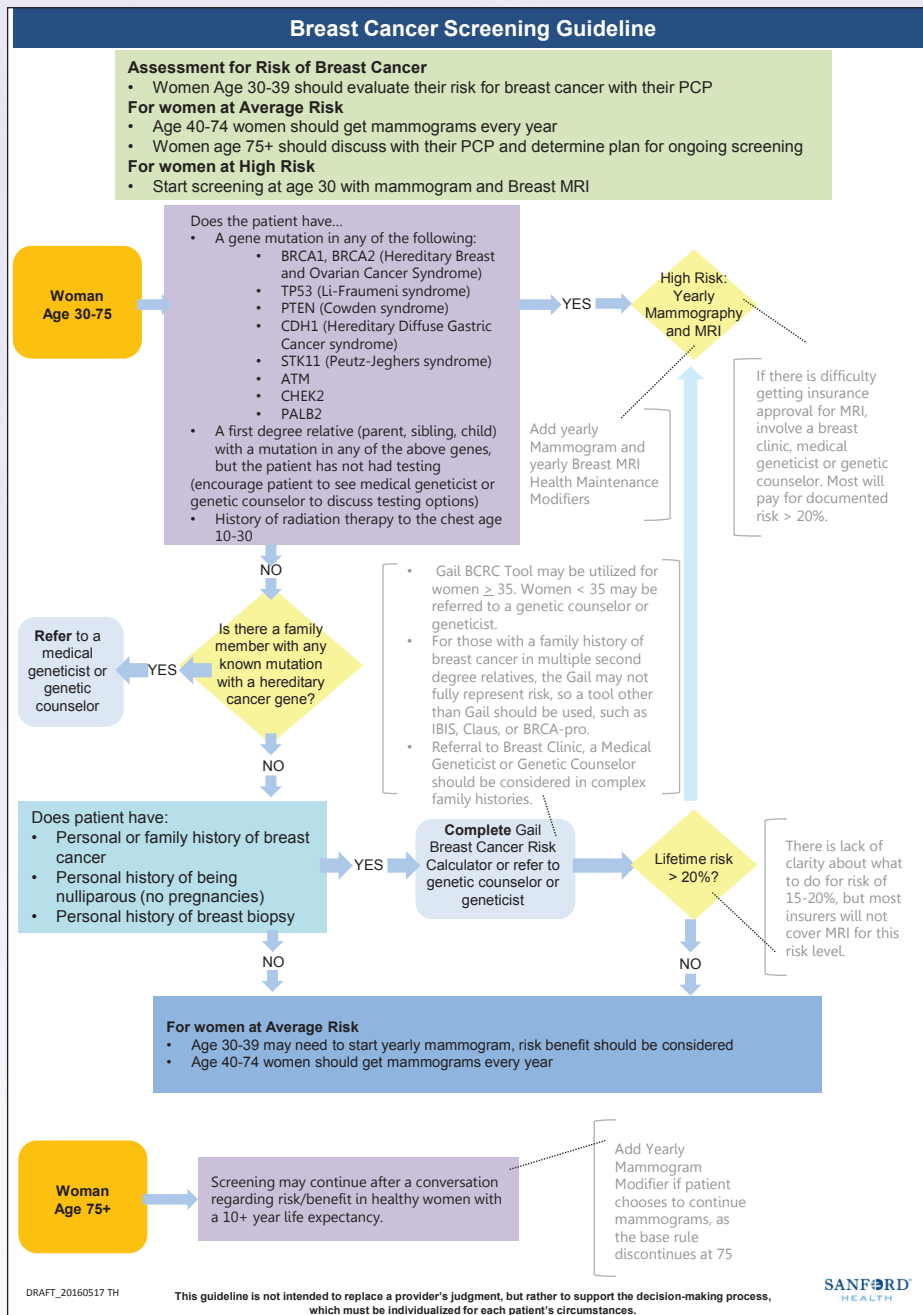 Breast Cancer Screening Guideline
Assessment for Risk of Breast Cancer
• Women Age 30-39 should evaluate their risk for breast cancer with their PCP
For women at Average Risk
• Age 40-74 women should get mammograms every year
• Women age 75+ should discuss with their PCP and determine plan for ongoing screening
For women at High Risk
• Start screening at age 30 with mammogram and Breast MRI
Woman
Age 30-75
Does the patient have...
• A gene mutation in any of the following:
• BRCA1, BRCA2 (Hereditary Breast
and Ovarian Cancer Syndrome)
• TP53 (Li-Fraumeni syndrome)
• PTEN (Cowden syndrome)
• CDH1 (Hereditary Diffuse Gastric
Cancer syndrome)
• STK11 (Peutz-Jeghers syndrome)
• ATM
• CHEK2
• PALB2
• A first degree relative (parent, sibling, child)
with a mutation in any of the above genes,
but the patient has not had testing
(encourage patient to see medical geneticist or
genetic counselor to discuss testing options)
• History of radiation therapy to the chest age
10-30
YES
High Risk:
Yearly
Mammography
and MRI
Add yearly
Mammogram and
yearly Breast MRI
Health Maintenance
Modifiers
If there is difficulty
getting insurance
approval for MRI,
involve a breast
clinic, medical
geneticist or genetic
counselor. Most will
pay for documented
risk > 20%.
NO
Is there a family
member with any
known mutation
with a hereditary
cancer gene?
YES
Refer to a
medical
geneticist or
genetic
counselor
• Gail BCRC Tool may be utilized for
women ≥ 35. Women < 35 may be
referred to a genetic counselor or
geneticist.
• For those with a family history of
breast cancer in multiple second
degree relatives, the Gail may not
fully represent risk, so a tool other
than Gail should be used, such as
IBIS, Claus, or BRCA-pro.
• Referral to Breast Clinic, a Medical
Geneticist or Genetic Counselor
should be considered in complex
family histories.
NO
Does patient have:
• Personal or family history of breast
cancer
• Personal history of being
nulliparous (no pregnancies)
• Personal history of breast biopsy
YES
Complete Gail
Breast Cancer Risk
Calculator or refer to
genetic counselor or
geneticist
Lifetime risk
> 20%?
There is lack of
clarity about what
to do for risk of
15-20%, but most
insurers will not
cover MRI for this
risk level.
NO
NO
For women at Average Risk
• Age 30-39 may need to start yearly mammogram, risk benefit should be considered
• Age 40-74 women should get mammograms every year
Woman
Age 75+
Screening may continue after a conversation
regarding risk/benefit in healthy women with
a 10+ year life expectancy.
Add Yearly
Mammogram
Modifier if patient
chooses to continue
mammograms, as
the base rule
discontinues at 75
DRAFT_20160517 TH
This guideline is not intended to replace a provider's judgment, but rather to support the decision-making process,
which must be individualized for each patient's circumstances.
SANFORD
HEALTH